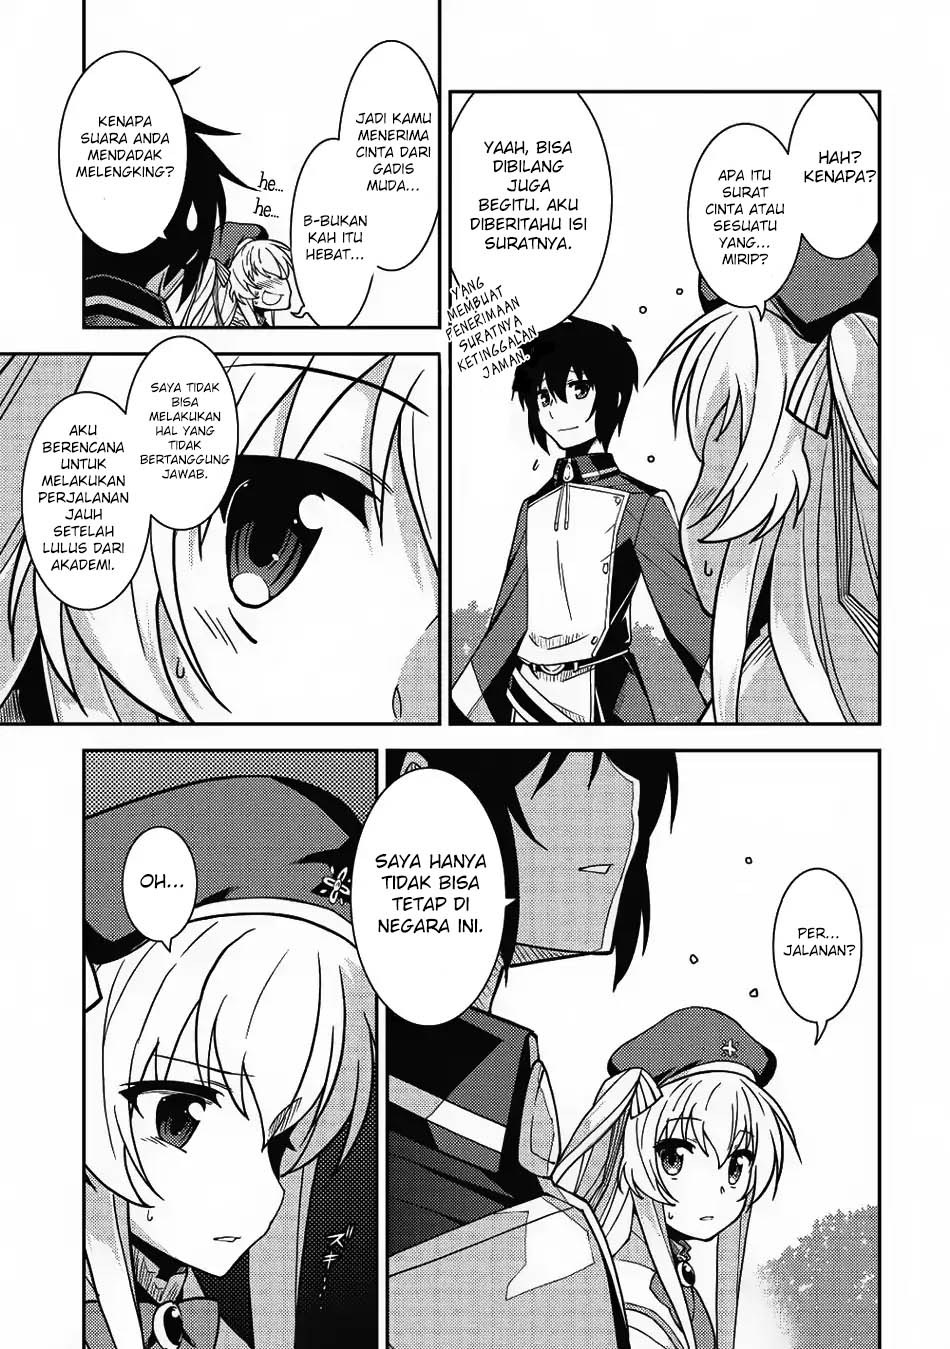 HAH?
KENAPA?
APA ITU
SURAT
CINTA ATAU
SESUATU
YANG...
MIRIP?
YAAH, BISA
DIBILANG
JUGA
BEGITU. AKU
DIBERITAHU ISI
SURATNYA.
YANG
MEMBUAT
PENERIMAAN
SURATNYA
KETINGGALAN
JAMAN.
JADI KAMU
MENERIMA
CINTA DARI
GADIS
MUDA...
B-BUKAN
KAH ITU
HEBAT...
he...
he...
KENAPA
SUARA ANDA
MENDADAK
MELENGKING?
SAYA TIDAK
BISA
MELAKUKAN
HAL YANG
TIDAK
BERTANGGUNG
JAWAB.
AKU
BERENCANA
UNTUK
MELAKUKAN
PERJALANAN
JAUH
SETELAH
LULUS DARI
AKADEMI.
PER...
JALANAN?
SAYA HANYA
TIDAK BISA
TETAP DI
NEGARA INI.
OH...
ズキ...